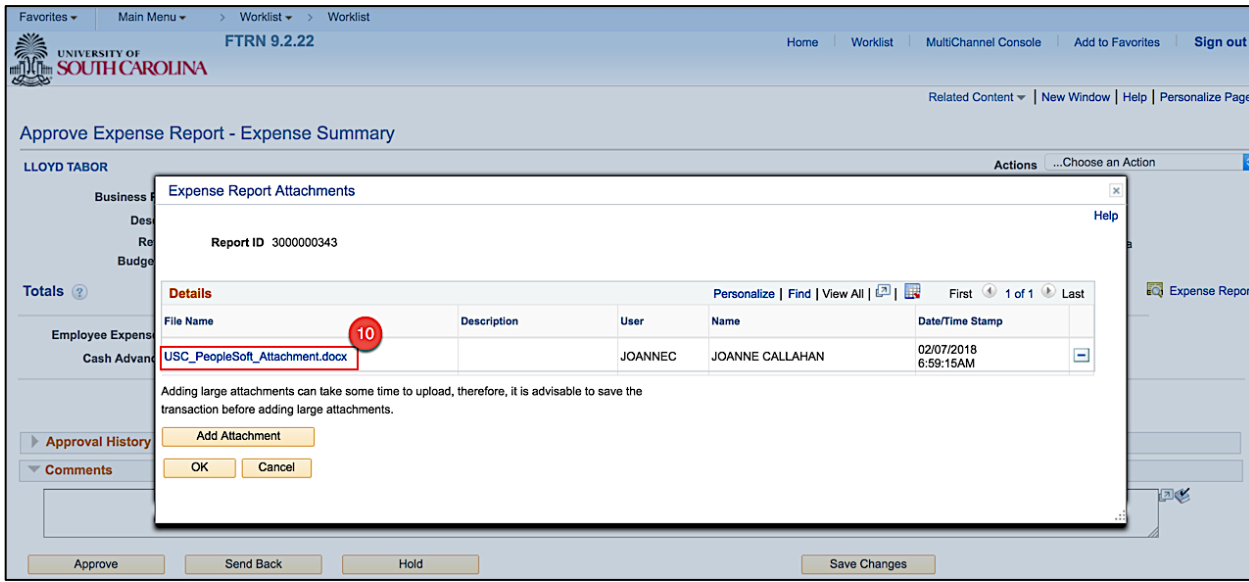 Favorites Main Menu > Worklist > Worklist
FTRN 9.2.22
UNIVERSITY OF
SOUTH CAROLINA
Home Worklist MultiChannel Console Add to Favorites Sign out
Related Content New Window Help Personalize Page
Approve Expense Report - Expense Summary
LLOYD TABOR
Actions ...Choose an Action
Business
Expense Report Attachments
Help
Report ID 3000000343
Budge
Totals ?
Details
Personalize | Find | View All | First 1 of 1 Last
Expense Repor
File Name Description User Name Date/Time Stamp
10
Employee Expens
Cash Advanc
USC_PeopleSoft_Attachment.docx JOANNEC JOANNE CALLAHAN 02/07/2018
6:59:15AM
Adding large attachments can take some time to upload, therefore, it is advisable to save the
transaction before adding large attachments.
Add Attachment
Approval History
OK Cancel
Comments
Approve Send Back Hold Save Changes